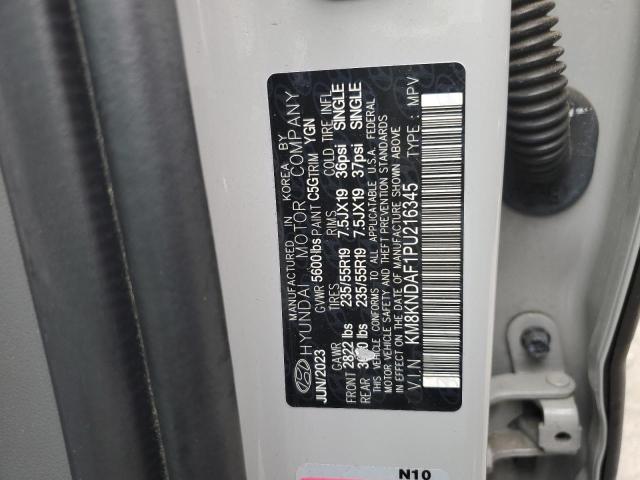 MANUFACTURED IN KOREA BY
HYUNDAI MOTOR COMPANY
JUN/2023 GVWR 5600lbs PAINT C5G TRIM YGN
GAWR TIRES RIMS COLD TIRE INFL
FRONT 2822 lbs 235/55R19 7.5JX19 36psi SINGLE
REAR lbs 235/55R19 7.5JX19 37psi SINGLE
THIS VEHICLE CONFORMS TO ALL APPLICABLE U.S.A. FEDERAL
MOTOR VEHICLE SAFETY AND THEFT PREVENTION STANDARDS
IN EFFECT ON THE DATE OF MANUFACTURE SHOWN ABOVE
V.I.N KM8KNDAF1PU216345 TYPE : MPV
N10